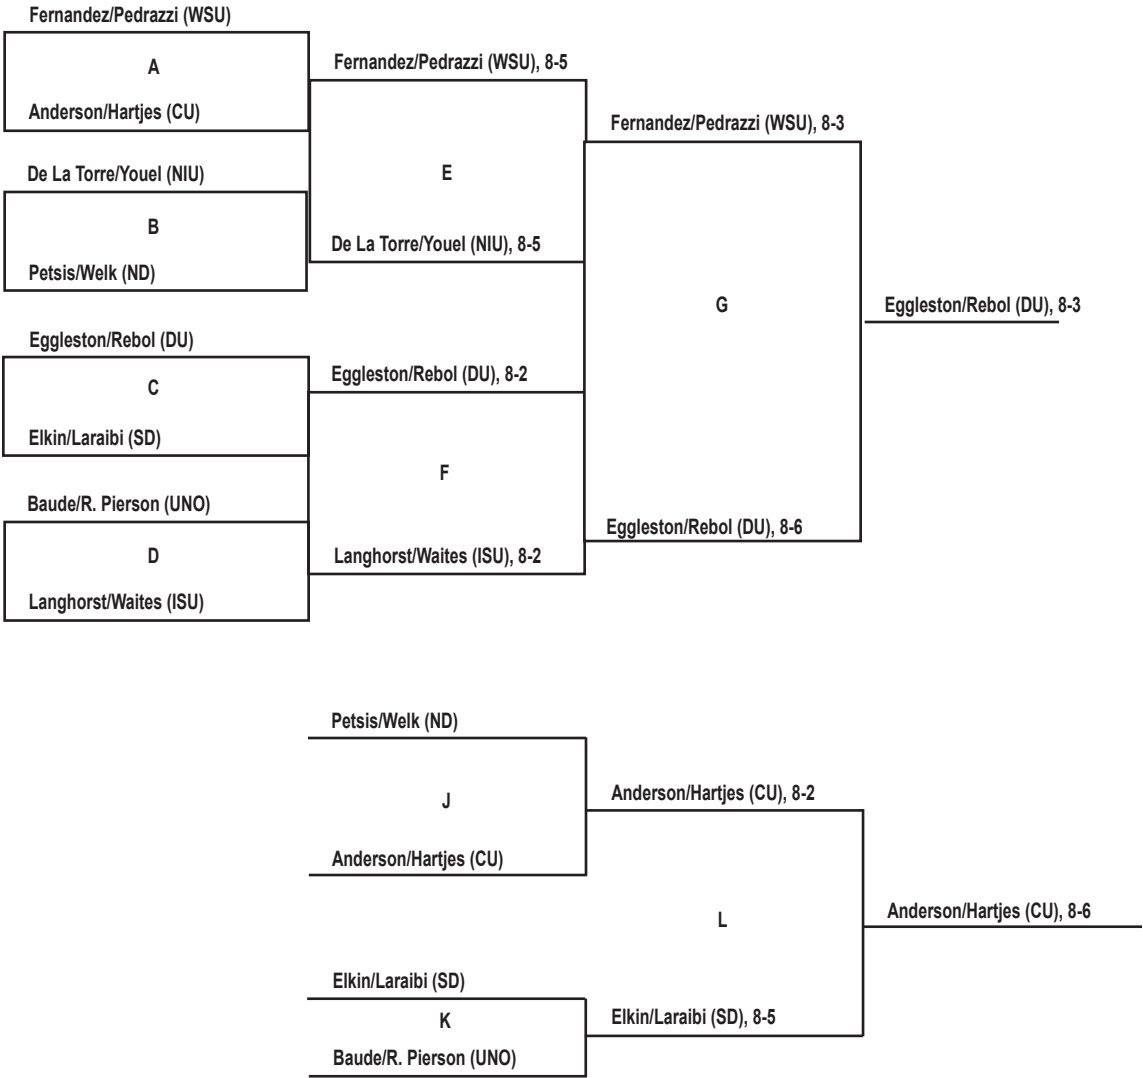 Fernandez/Pedrazzi (WSU)
A
Fernandez/Pedrazzi (WSU), 8-5
Anderson/Hartjes (CU)
Fernandez/Pedrazzi (WSU), 8-3
De La Torre/Youel (NIU)
E
B
De La Torre/Youel (NIU), 8-5
Petsis/Welk (ND)
G
Eggleston/Rebol (DU), 8-3
Eggleston/Rebol (DU)
Eggleston/Rebol (DU), 8-2
C
Elkin/Laraibi (SD)
F
Baude/R. Pierson (UNO)
Eggleston/Rebol (DU), 8-6
D
Langhorst/Waites (ISU), 8-2
Langhorst/Waites (ISU)
Petsis/Welk (ND)
Anderson/Hartjes (CU), 8-2
J
Anderson/Hartjes (CU)
L
Anderson/Hartjes (CU), 8-6
Elkin/Laraibi (SD)
K
Elkin/Laraibi (SD), 8-5
Baude/R. Pierson (UNO)